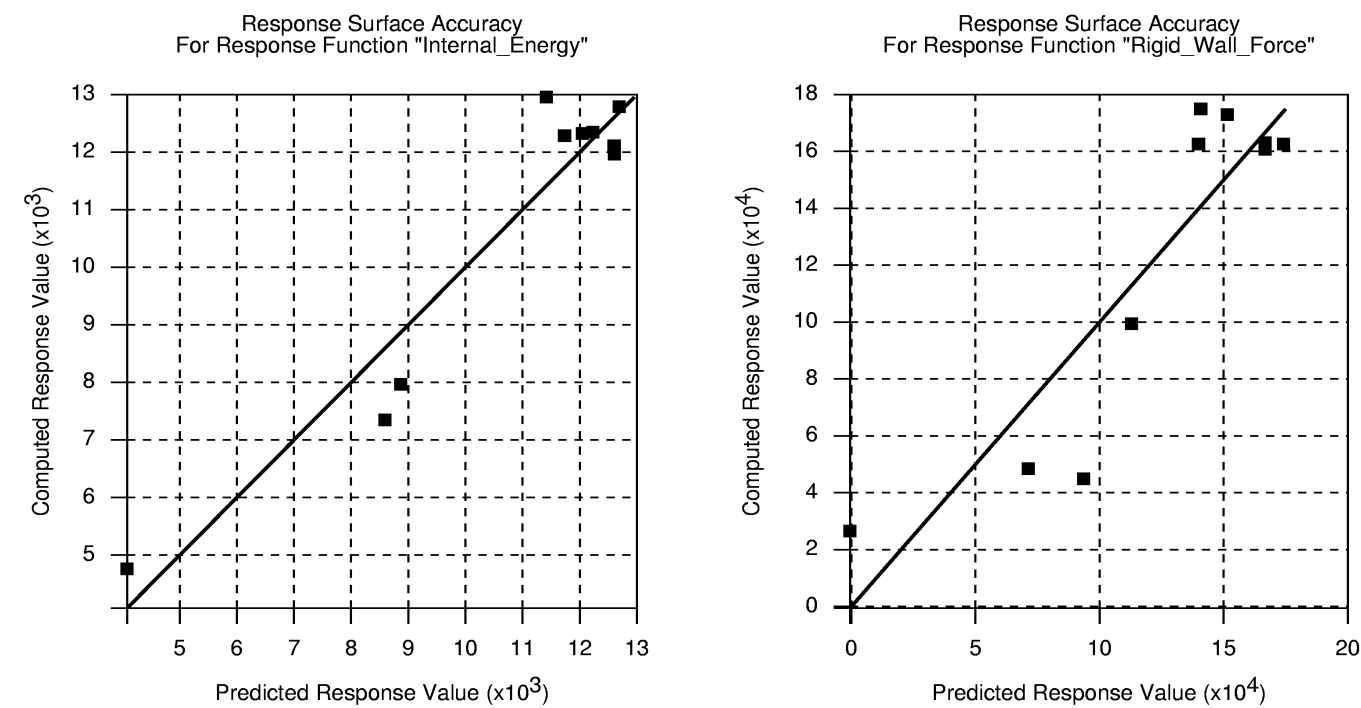 Response Surface Accuracy
For Response Function "Internal_Energy"
13
12
11
10
9
8
7
6
5
Computed Response Value (x10³)
5 6 7 8 9 10 11 12 13
Predicted Response Value (x10³)
Response Surface Accuracy
For Response Function "Rigid_Wall_Force"
18
16
14
12
10
8
6
4
2
0
Computed Response Value (x10⁴)
0 5 10 15 20
Predicted Response Value (x10⁴)